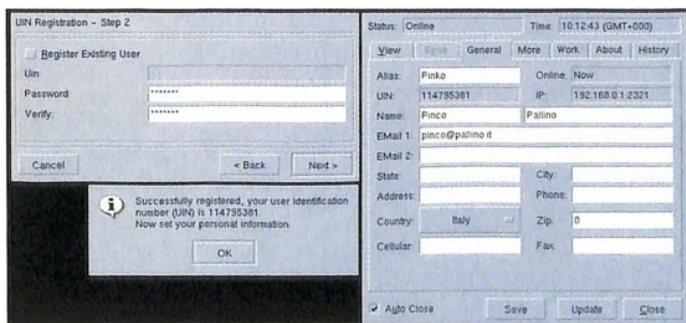 UIN Registration - Step 2
Register Existing User
Uin:
Password: *******
Verify: *******
Cancel
< Back
Next >
Successfully registered, your user identification
number (UIN) is 114795381.
Now set your personal information.
OK
Status: Online
Time: 10:12:43 (GMT+000)
View
General
More
Work
About
History
Alias: Pinko
Online: Now
UIN: 114795381
IP: 192.168.0.1:2321
Name: Pinco Pallino
EMail 1: pinco@pallino.it
EMail 2:
State:
City:
Address:
Phone:
Country: Italy
Zip: 0
Cellular:
Fax:
Auto Close
Save
Update
Close